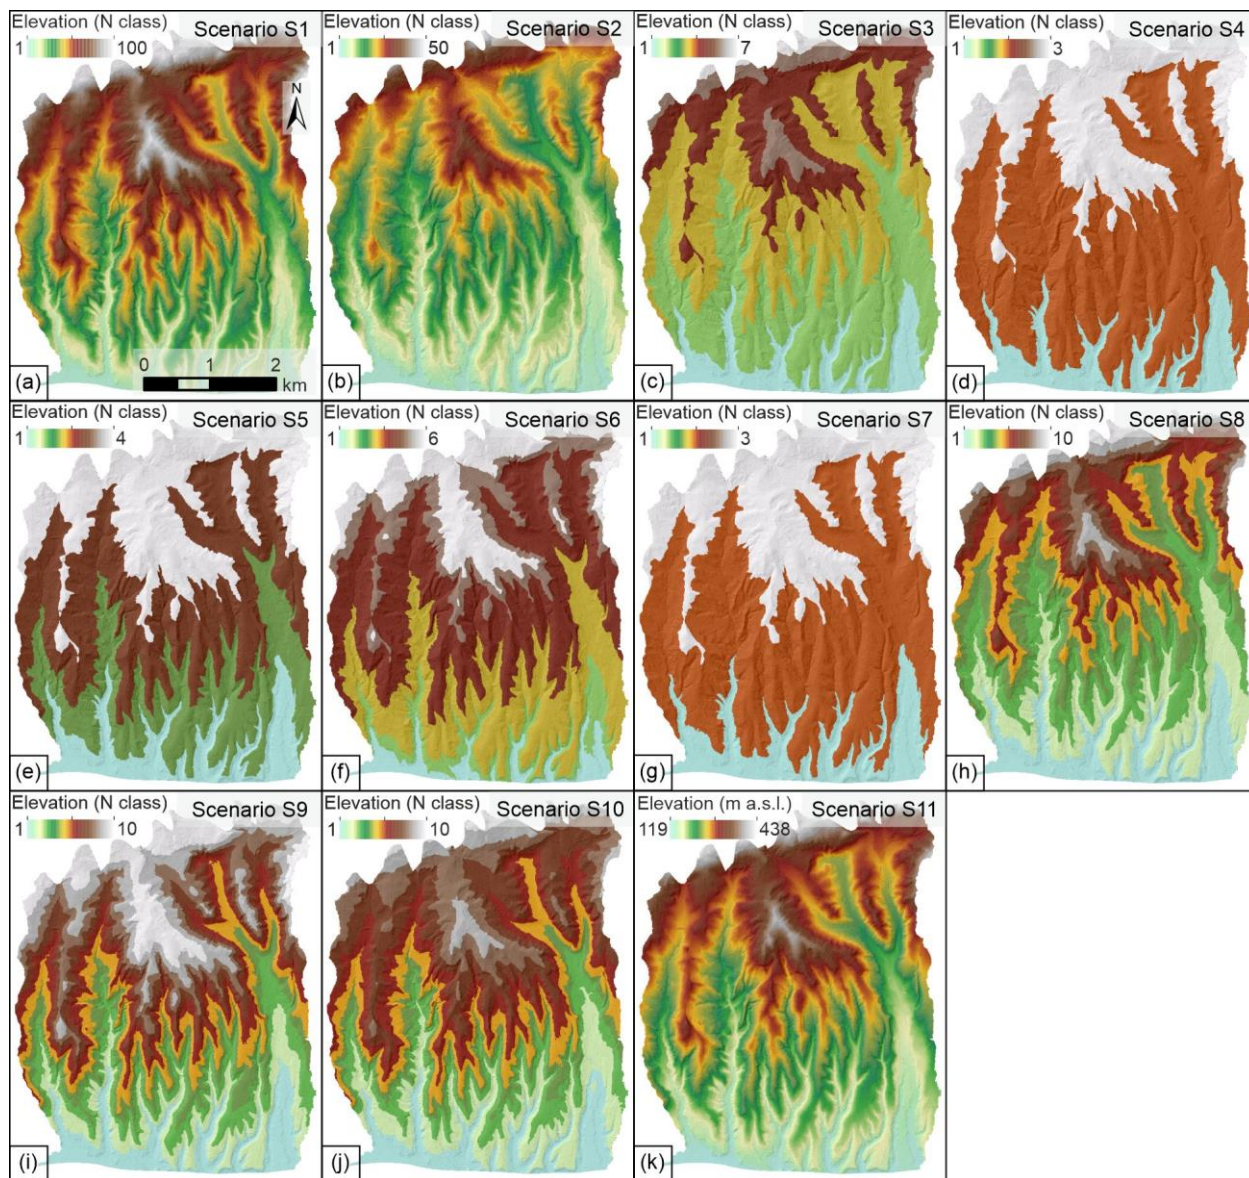 Elevation (N class) Scenario S1
1 100
N
0 1 2
km
(a)
Elevation (N class) Scenario S2
1 50
(b)
Elevation (N class) Scenario S3
1 7
(c)
Elevation (N class) Scenario S4
1 3
(d)
Elevation (N class) Scenario S5
1 4
(e)
Elevation (N class) Scenario S6
1 6
(f)
Elevation (N class) Scenario S7
1 3
(g)
Elevation (N class) Scenario S8
1 10
(h)
Elevation (N class) Scenario S9
1 10
(i)
Elevation (N class) Scenario S10
1 10
(j)
Elevation (m a.s.l.) Scenario S11
119 438
(k)